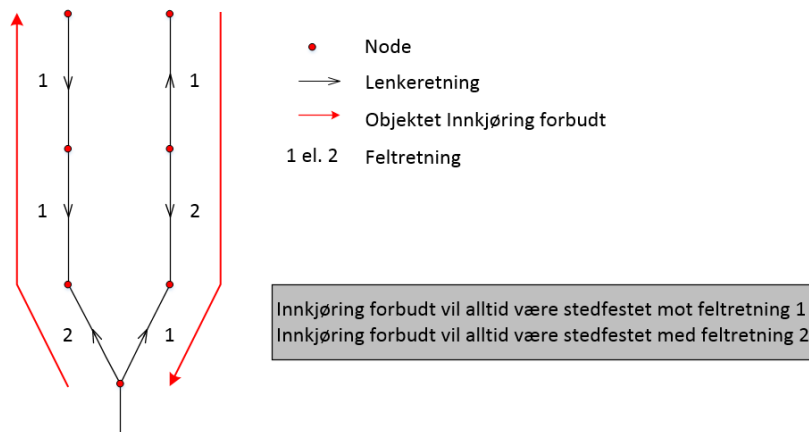 1
1
Node
Lenkeretning
Objektet Innkjøring forbudt
1 el. 2 Feltretning
1
2
2
1
Innkjøring forbudt vil alltid være stedfestet mot feltretning 1
Innkjøring forbudt vil alltid være stedfestet med feltretning 2